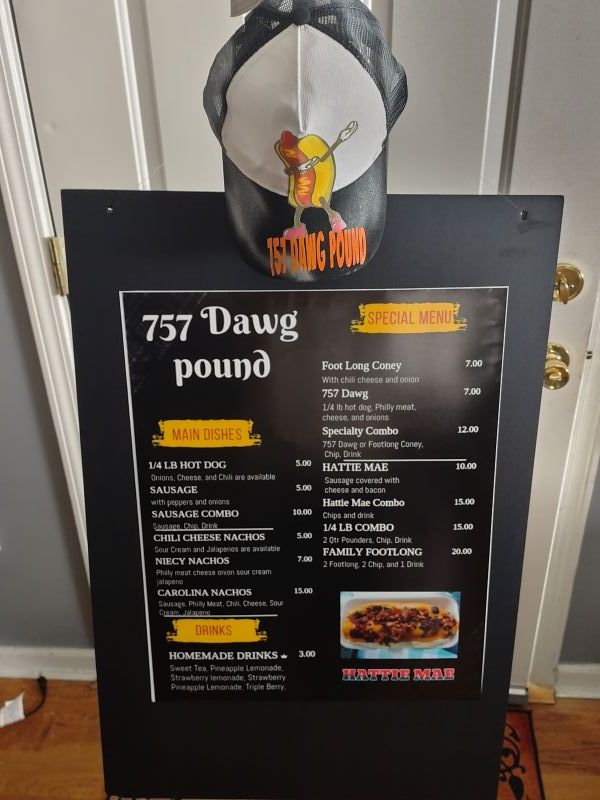 757 DAWG POUND
757 Dawg
pound
MAIN DISHES
1/4 LB HOT DOG 5.00
Onions, Cheese, and Chili are available
SAUSAGE 5.00
with peppers and onions
SAUSAGE COMBO 10.00
Sausage, Chip, Drink
CHILI CHEESE NACHOS 5.00
Sour Cream and Jalapenos are available
NIECY NACHOS 7.00
Philly meat cheese onion sour cream
jalapeno
CAROLINA NACHOS 15.00
Sausage, Philly Meat, Chili, Cheese, Sour
Cream, Jalapeno
DRINKS
HOMEMADE DRINKS 3.00
Sweet Tea, Pineapple Lemonade,
Strawberry lemonade, Strawberry
Pineapple Lemonade, Triple Berry,
SPECIAL MENU
Foot Long Coney 7.00
With chili cheese and onion
757 Dawg 7.00
1/4 lb hot dog, Philly meat,
cheese, and onions
Specialty Combo 12.00
757 Dawg or Footlong Coney,
Chip, Drink
HATTIE MAE 10.00
Sausage covered with
cheese and bacon
Hattie Mae Combo 15.00
Chips and drink
1/4 LB COMBO 15.00
2 Qtr Pounders, Chip, Drink
FAMILY FOOTLONG 20.00
2 Footlong, 2 Chip, and 1 Drink
HATTIE MAE